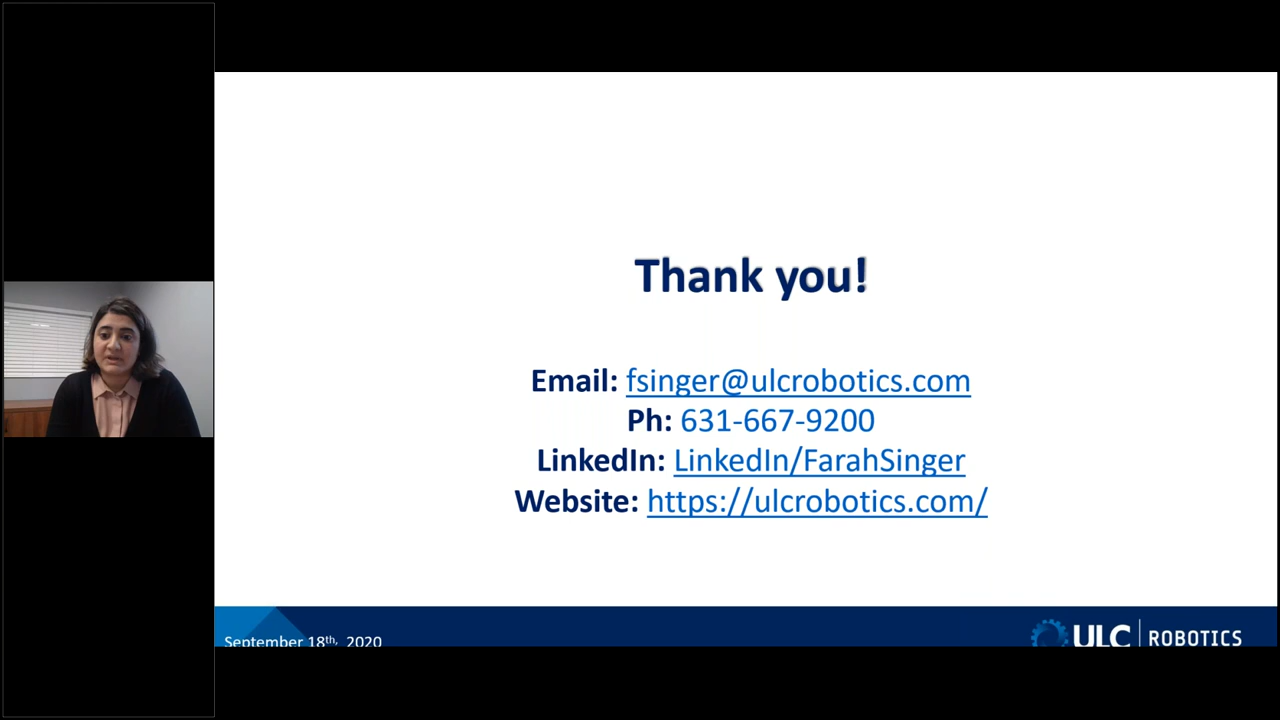 Thank you!
Email: fsinger@ulcrobotics.com
Ph: 631-667-9200
LinkedIn: LinkedIn/FarahSinger
Website: https://ulcrobotics.com/
September 18th, 2020
ULC ROBOTICS